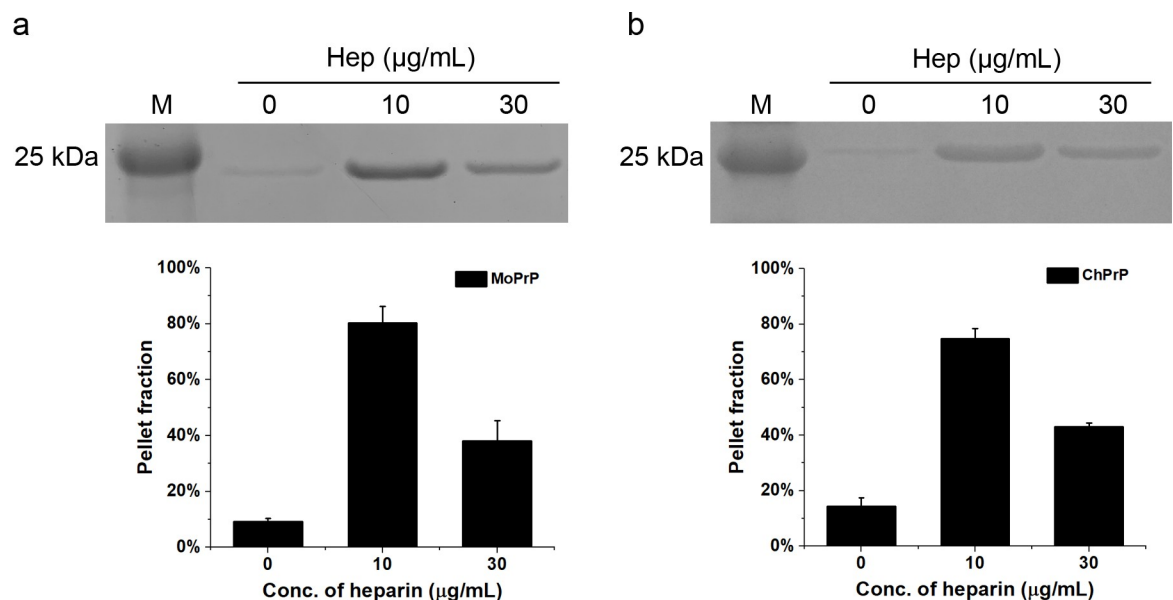 a
Hep (µg/mL)
M 0 10 30
25 kDa
100%
80%
60%
40%
20%
0%
Pellet fraction
MoPrP
0 10 30
Conc. of heparin (µg/mL)
b
Hep (µg/mL)
M 0 10 30
25 kDa
100%
80%
60%
40%
20%
0%
Pellet fraction
ChPrP
0 10 30
Conc. of heparin (µg/mL)